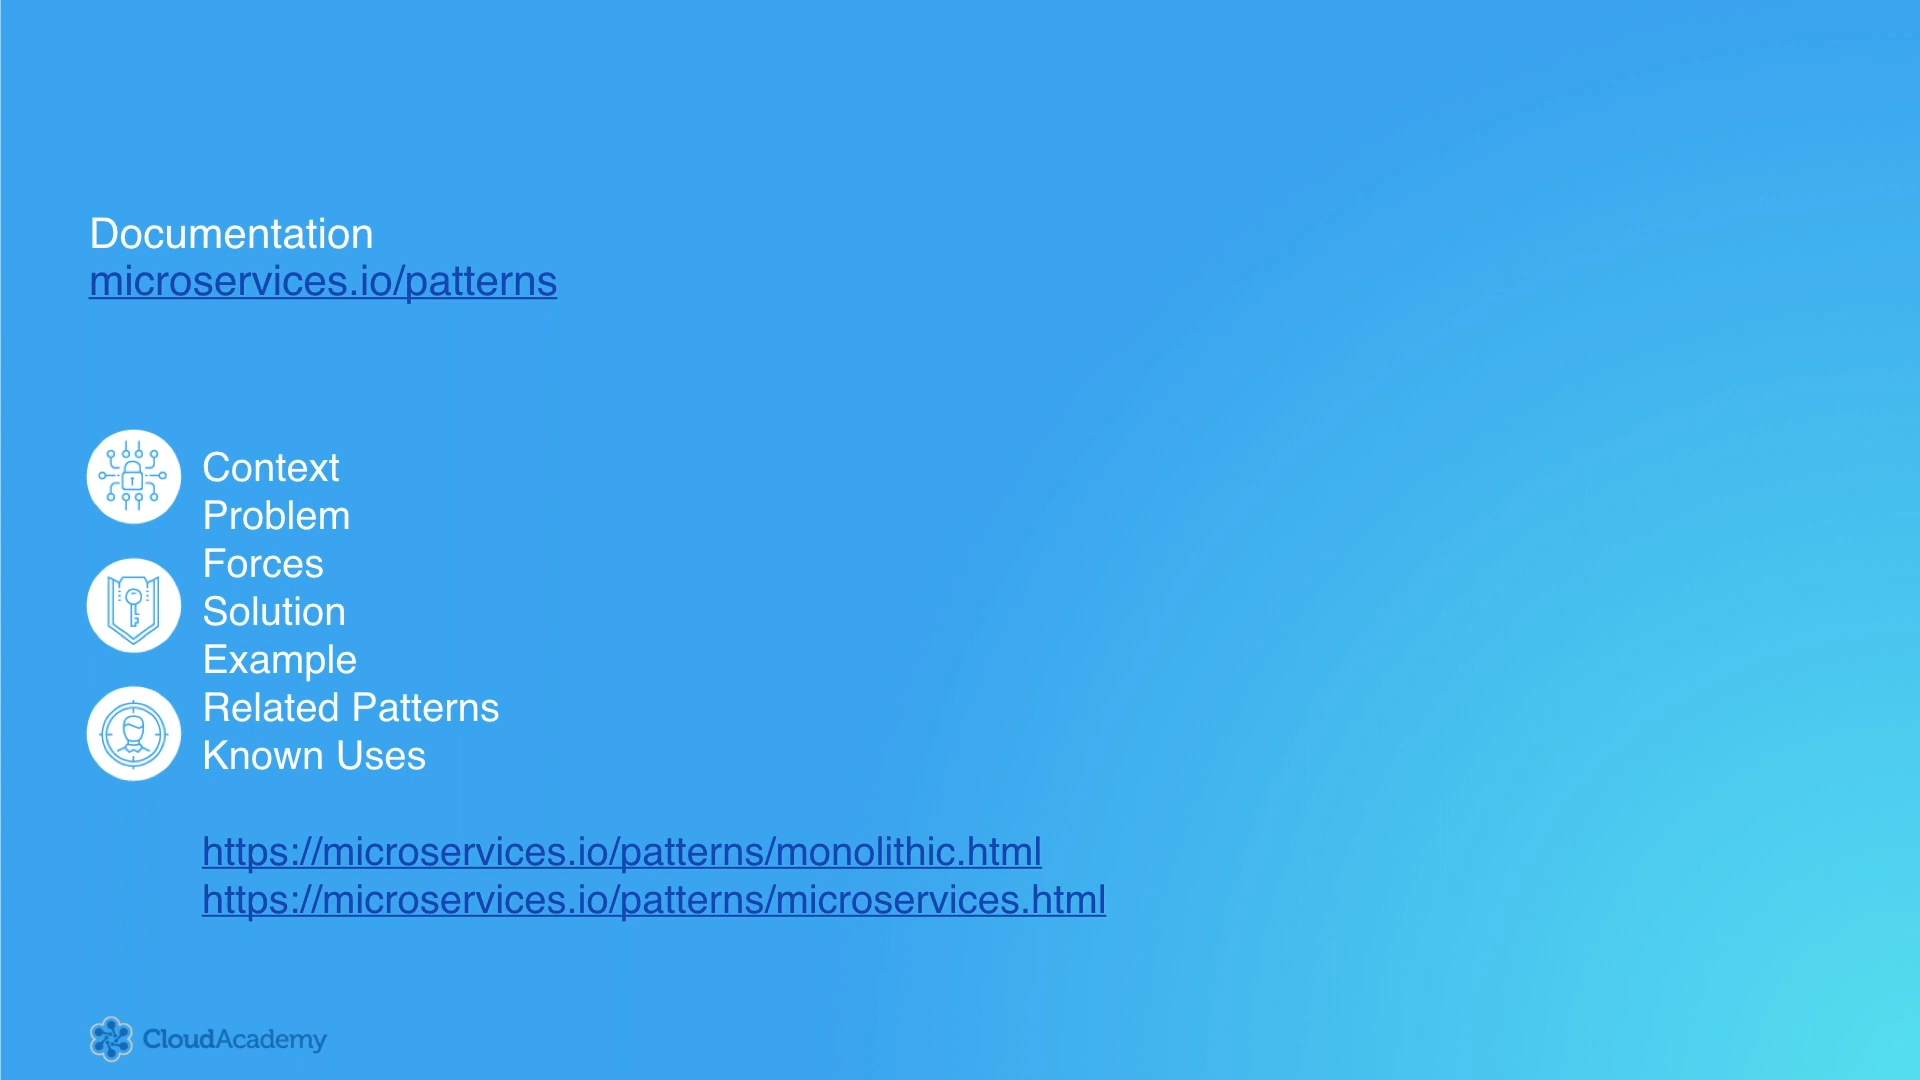 Documentation
microservices.io/patterns
Context
Problem
Forces
Solution
Example
Related Patterns
Known Uses
https://microservices.io/patterns/monolithic.html
https://microservices.io/patterns/microservices.html
CloudAcademy